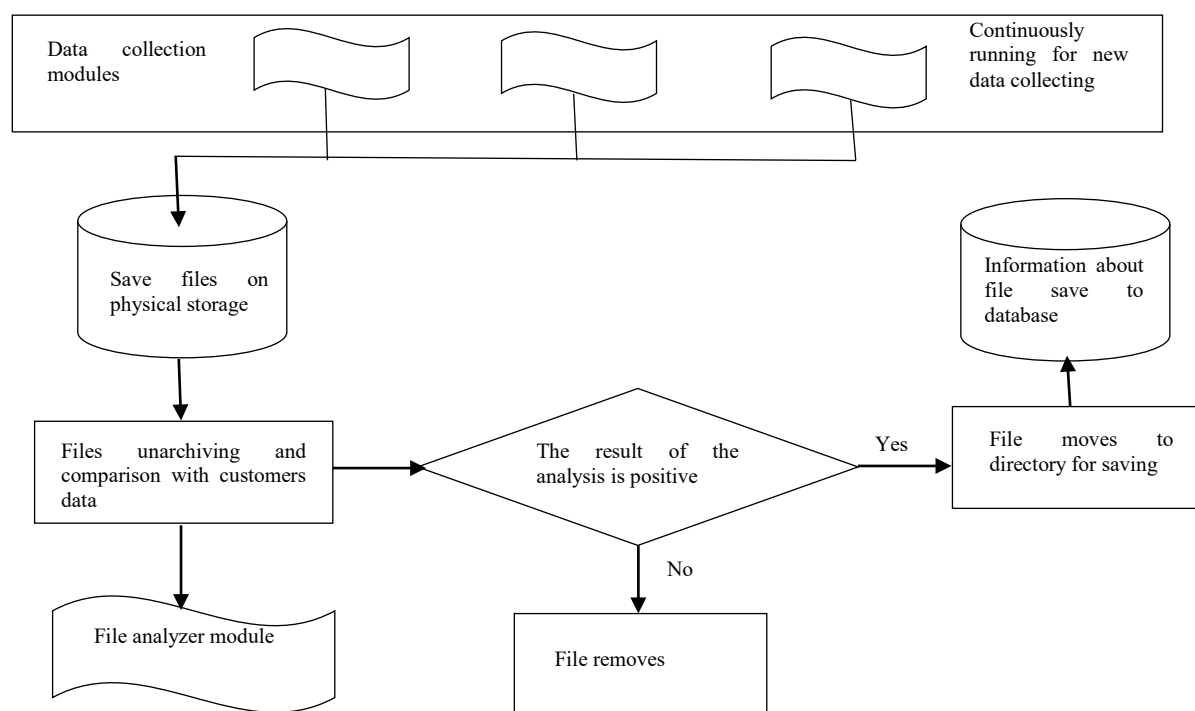 Data collection
modules
Continuously
running for new
data collecting
Save files on
physical storage
Information about
file save to
database
Files unarchiving and
comparison with customers
data
The result of the
analysis is positive
Yes
File moves to
directory for saving
No
File analyzer module
File removes